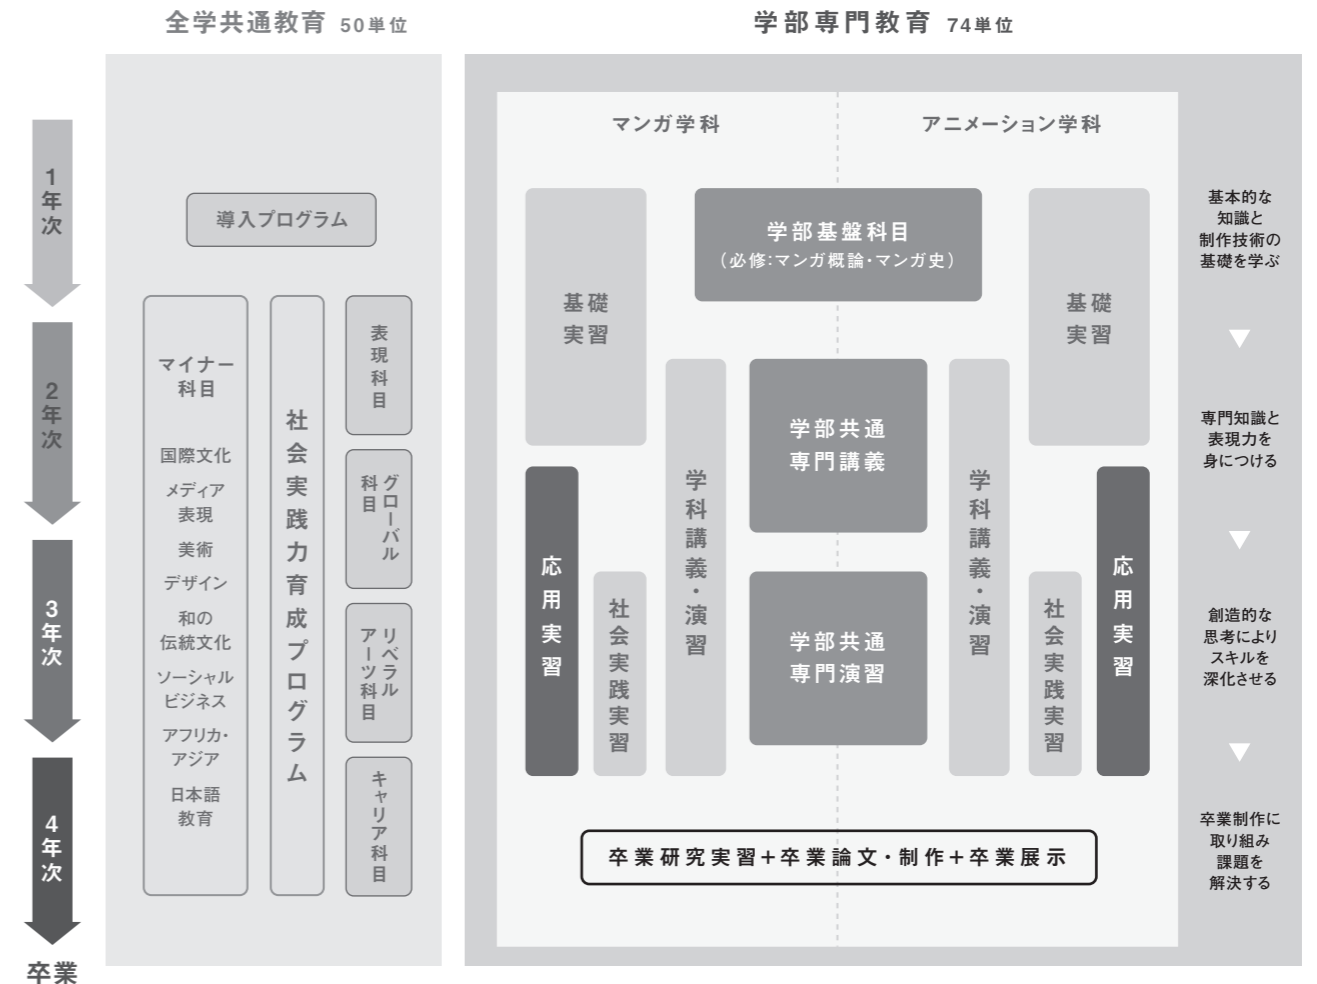 全学共通教育 50単位
学部専門教育 74単位
1年次
2年次
3年次
4年次
卒業
導入プログラム
マイナー
科目
国際文化
メディア
表現
美術
デザイン
和の
伝統文化
ソーシャル
ビジネス
アフリカ・
アジア
日本語
教育
社会実践力育成プログラム
表現科目
グローバル
科目
リベラル
アーツ科目
キャリア科目
マンガ学科
アニメーション学科
基礎
実習
学部基盤科目
（必修:マンガ概論・マンガ史）
基礎
実習
応用実習
社会実践実習
学科講義・演習
学部共通
専門講義
学部共通
専門演習
学科講義・演習
社会実践実習
応用実習
卒業研究実習+卒業論文・制作+卒業展示
基本的な
知識と
制作技術の
基礎を学ぶ
専門知識と
表現力を
身につける
創造的な
思考により
スキルを
深化させる
卒業制作に
取り組み
課題を
解決する